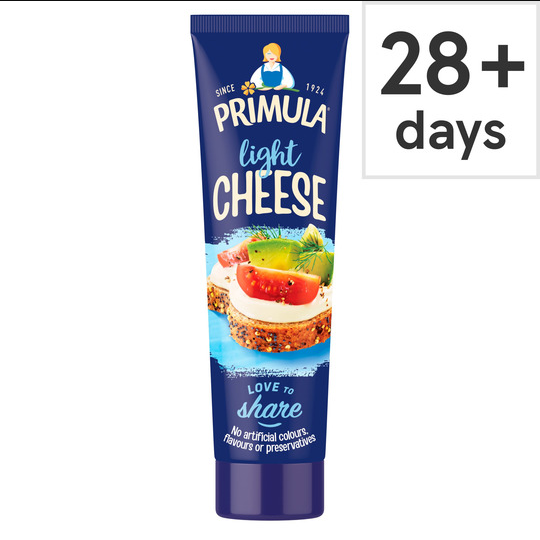 28+
days
SINCE 1924
PRIMULA
light
CHEESE
LOVE TO
share
No artificial colours,
flavours or preservatives